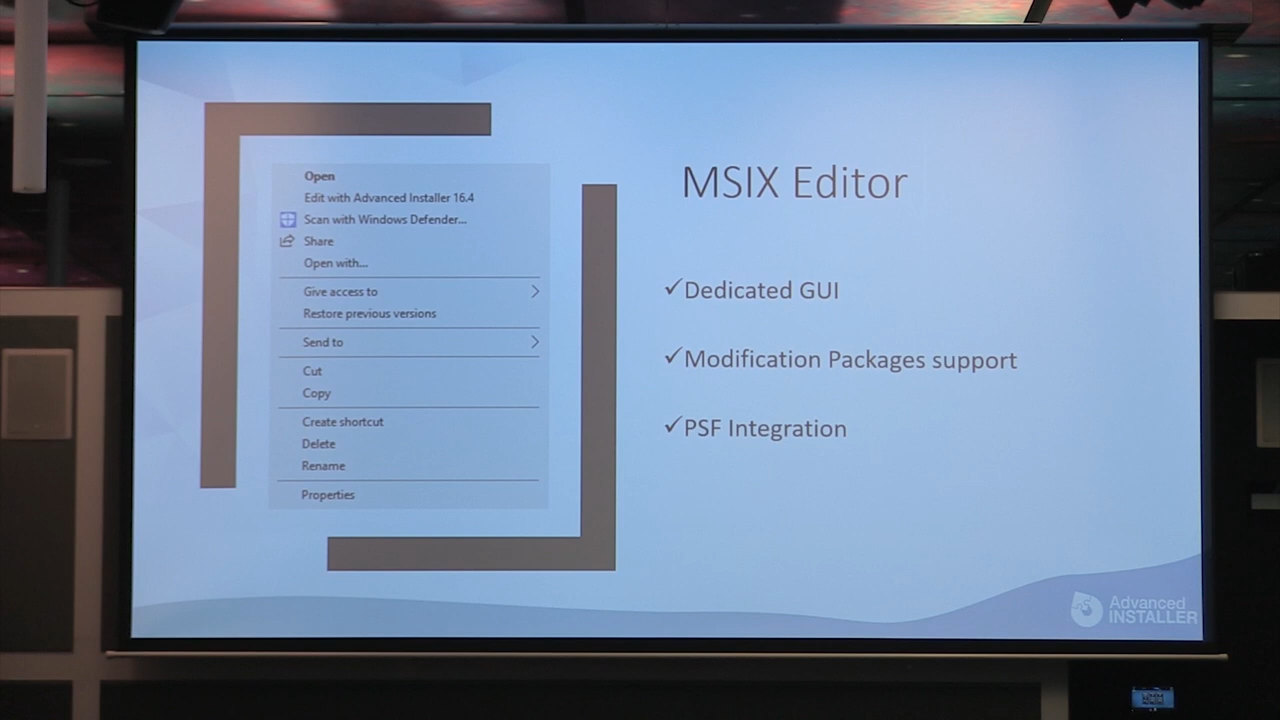 Open
Edit with Advanced Installer 16.4
Scan with Windows Defender...
Share
Open with...
Give access to
Restore previous versions
Send to
Cut
Copy
Create shortcut
Delete
Rename
Properties
MSIX Editor
✓Dedicated GUI
✓Modification Packages support
✓PSF Integration
Advanced
INSTALLER